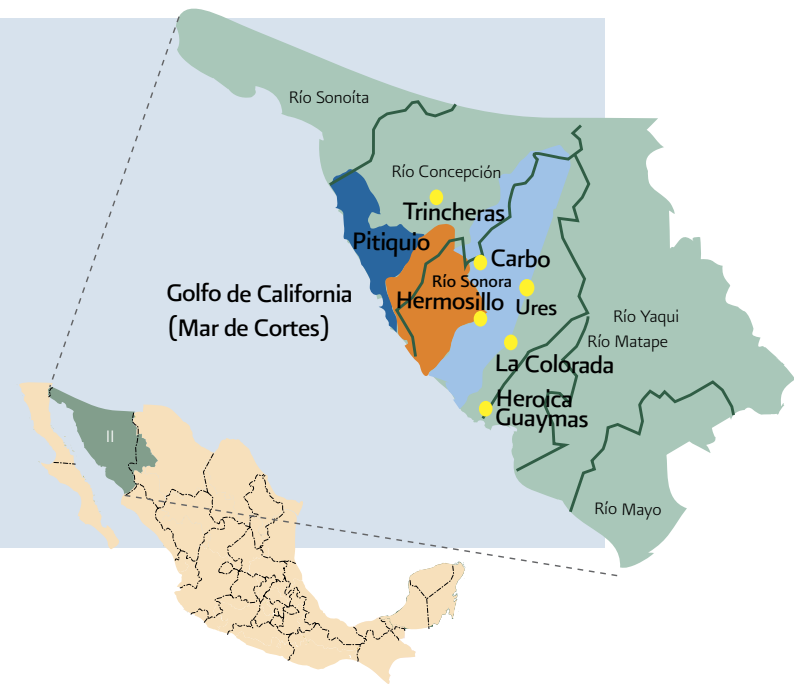 Río Sonoíta
Río Concepción
Trincheras
Pitiquio
Carbo
Río Sonora
Hermosillo
Ures
Golfo de California
(Mar de Cortes)
Río Yaqui
Río Matape
La Colorada
Heroica
Guaymas
II
Río Mayo